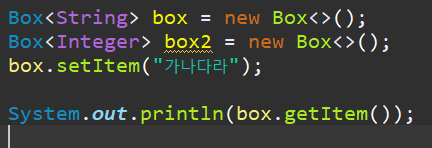 Box<String> box = new Box<>();
Box<Integer> box2 = new Box<>();
box.setItem("가나다라");
System.out.println(box.getItem());